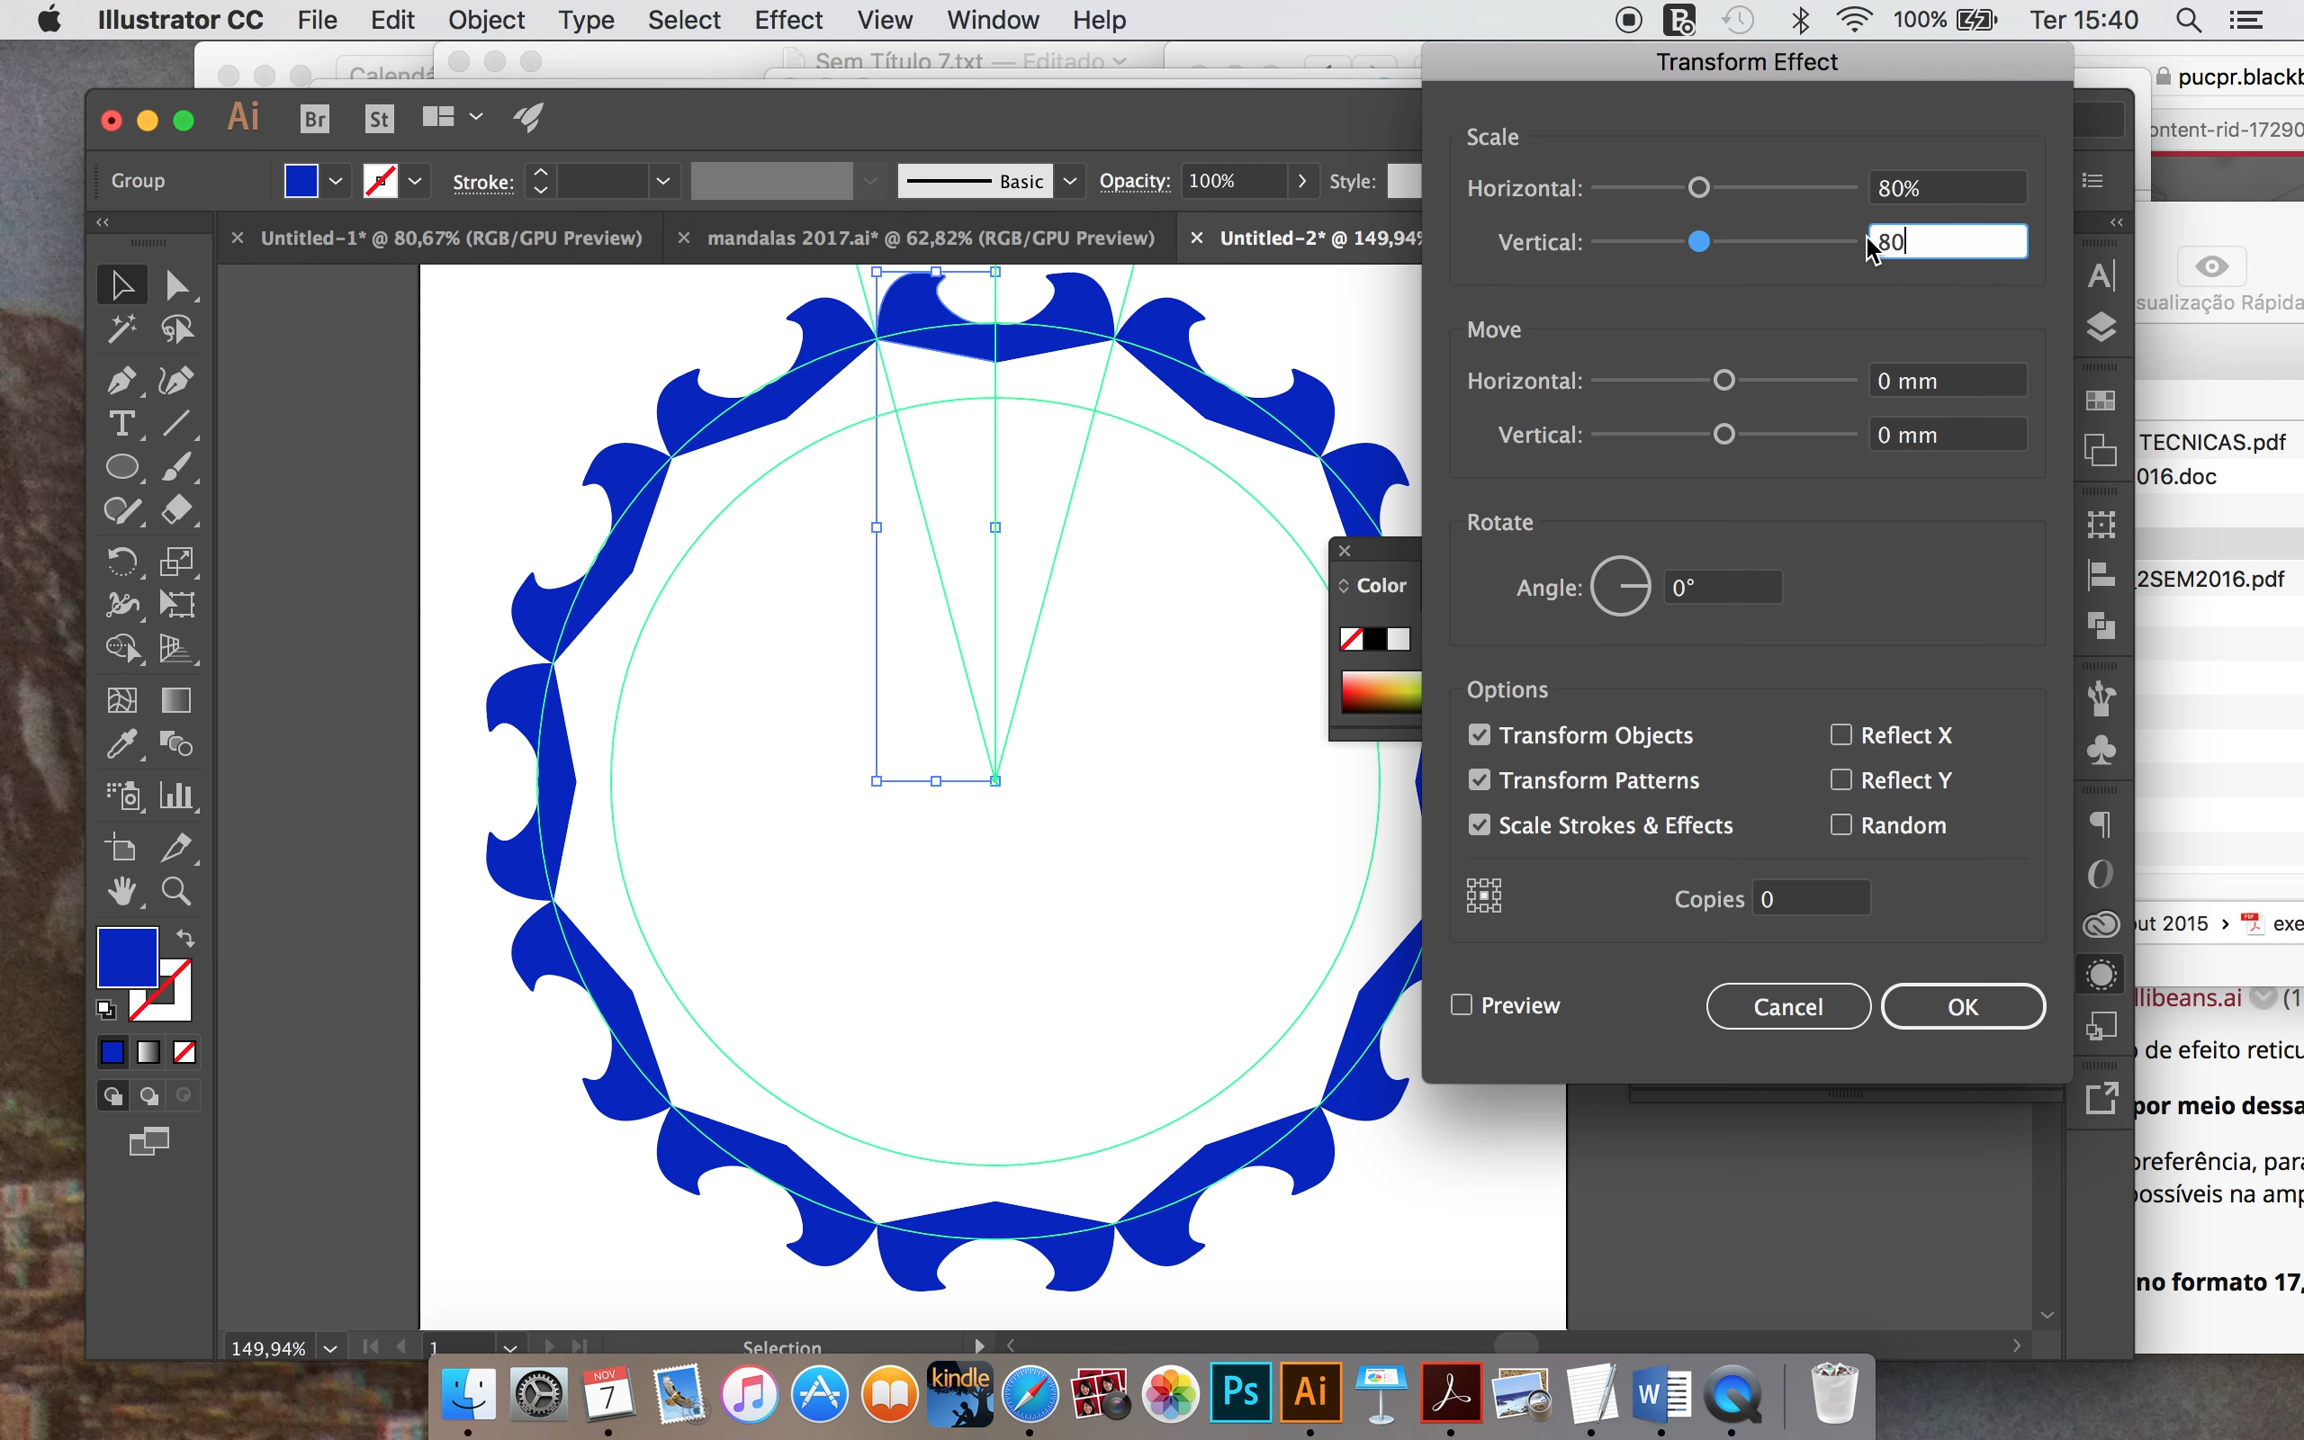 Illustrator CC File Edit Object Type Select Effect View Window Help 100% Ter 15:40
Sem Título 7.txt — Editado
Transform Effect
pucpr.blackb
Ai Br St
ontent-rid-17290
Scale
Group Stroke: Basic Opacity: 100% Style:
Horizontal: 80%
Untitled-1* @ 80,67% (RGB/GPU Preview) mandalas 2017.ai* @ 62,82% (RGB/GPU Preview) Untitled-2* @ 149,94%
Vertical: 80
sualização Rápida
Move
Horizontal: 0 mm
Vertical: 0 mm
TECNICAS.pdf
016.doc
Rotate
Angle: 0°
2SEM2016.pdf
Color
Options
Transform Objects Reflect X
Transform Patterns Reflect Y
Scale Strokes & Effects Random
Copies 0
out 2015 › exe
Preview Cancel OK
llibeans.ai (1
de efeito reticu
por meio dessa
preferência, para
possíveis na amp
no formato 17,
149,94% 1 Selection
NOV
7
kindle
Ps Ai W